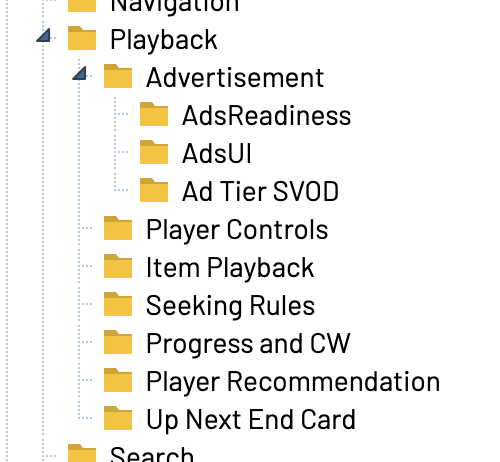 Navigation
Playback
Advertisement
AdsReadiness
AdsUI
Ad Tier SVOD
Player Controls
Item Playback
Seeking Rules
Progress and CW
Player Recommendation
Up Next End Card
Search